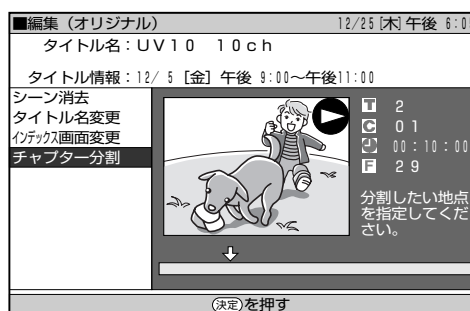 ■編集（オリジナル） 12/25 [木] 午後 6:0
タイトル名：UV10 10ch
タイトル情報：12/ 5 [金] 午後 9:00～午後11:00
シーン消去
タイトル名変更
インデックス画面変更
チャプター分割
T 2
C 01
00：10：00
F 29
分割したい地点
を指定してくだ
さい。
決定を押す